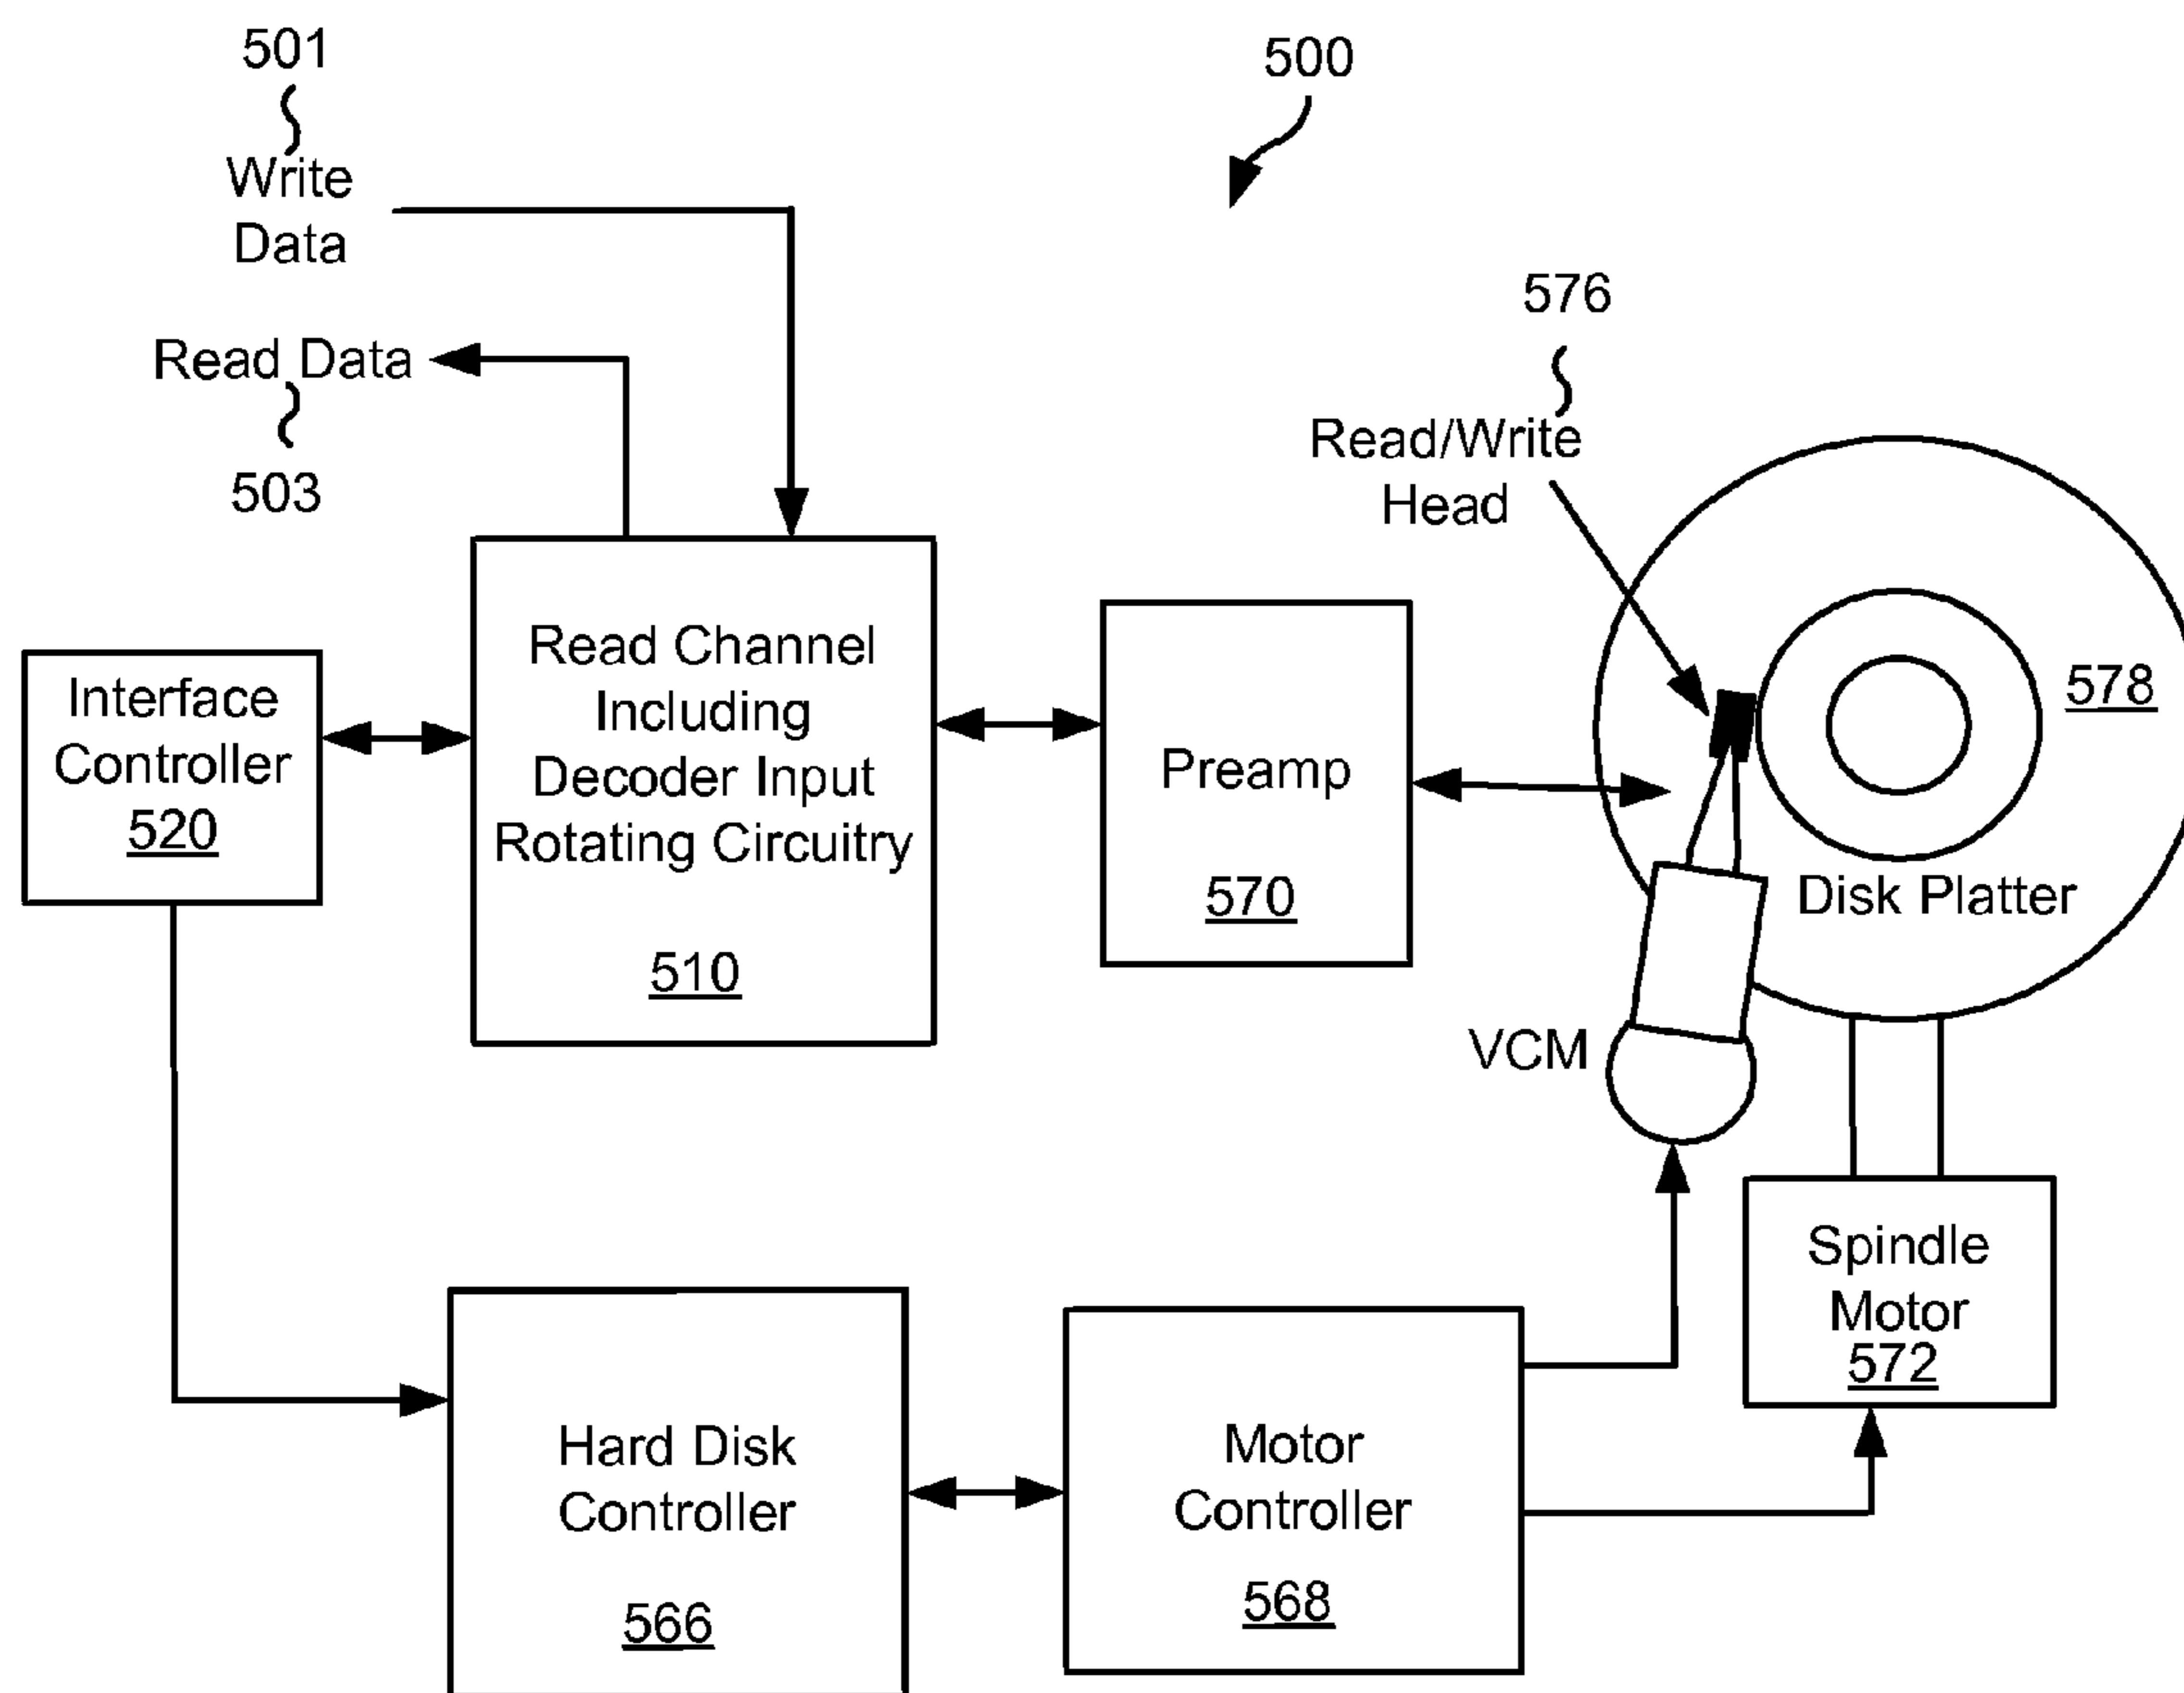 501
Write
Data
500
Read Data
503
576
Read/Write
Head
Interface
Controller
520
Read Channel
Including
Decoder Input
Rotating Circuitry
510
Preamp
570
578
Disk Platter
VCM
Spindle
Motor
572
Hard Disk
Controller
566
Motor
Controller
568